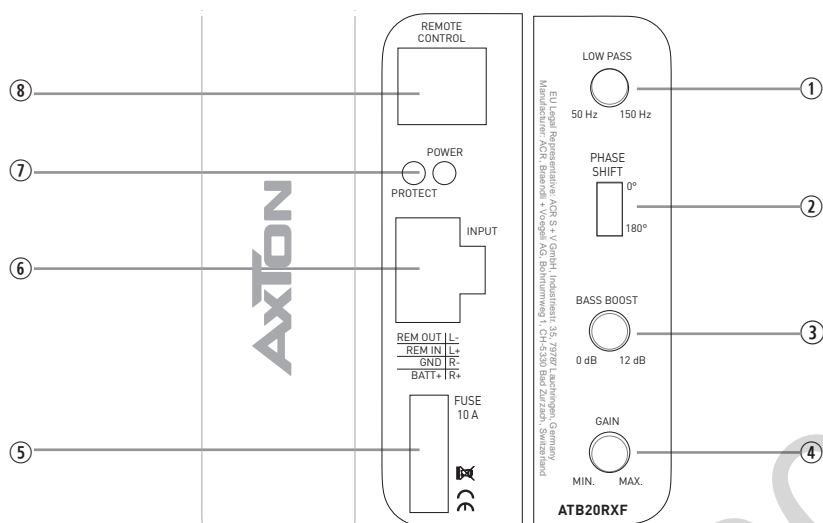 REMOTE
CONTROL
8
POWER
7
PROTECT
AXTON
INPUT
6
REM OUT L-
REM IN L+
GND R-
BATT+ R+
FUSE
10 A
5
LOW PASS
1
50 Hz 150 Hz
PHASE
SHIFT
0°
2
180°
BASS BOOST
3
0 dB 12 dB
GAIN
4
MIN. MAX.
ATB20RXF
EU Legal Representative: ACR S + V GmbH, Industriestr. 35, 79787 Lauchringen, Germany
Manufacturer: ACR, Braendli + Voegeli AG, Bohrturmweg 1, CH-5330 Bad Zurzach, Switzerland